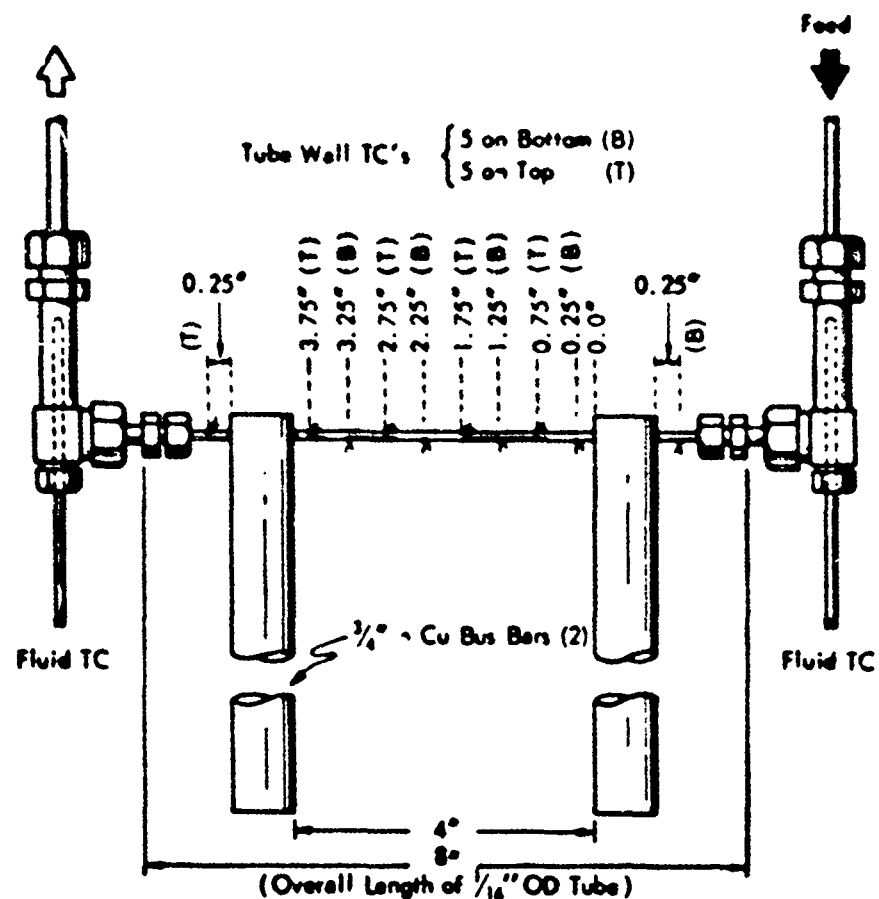 Feed
Tube Wall TC's { 5 on Bottom (B)
5 on Top (T)
0.25"
(T)
3.75" (T)
3.25" (B)
2.75" (T)
2.25" (B)
1.75" (T)
1.25" (B)
0.75" (T)
0.25" (B)
0.0"
0.25"
(B)
3/4" Cu Bus Bars (2)
Fluid TC
Fluid TC
4"
8"
(Overall Length of OD Tube)